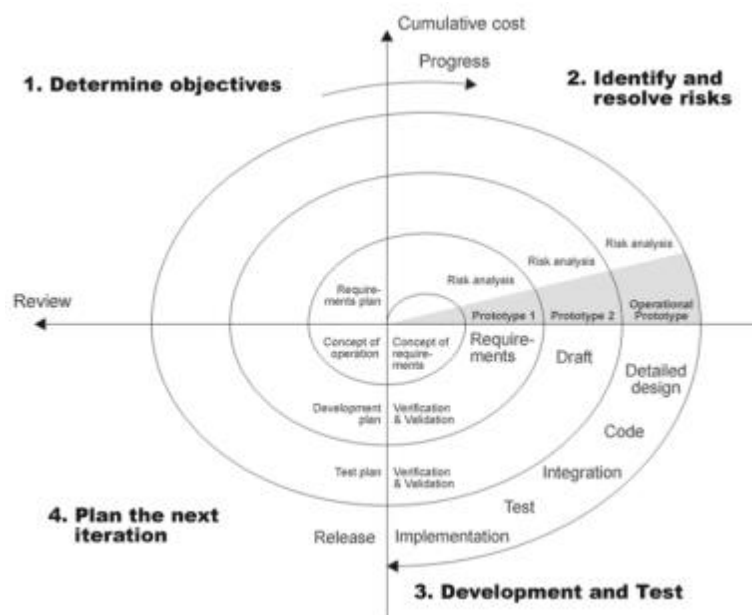 Cumulative cost
Progress
1. Determine objectives
2. Identify and
resolve risks
Risk analysis
Risk analysis
Risk analysis
Require-
ments plan
Review
Prototype 1
Prototype 2
Operational
Prototype
Concept of
operation
Concept of
require-
ments
Require-
ments
Draft
Detailed
design
Development
plan
Verification
& Validation
Code
Test plan
Verification
& Validation
Integration
Test
4. Plan the next
iteration
Release
Implementation
3. Development and Test